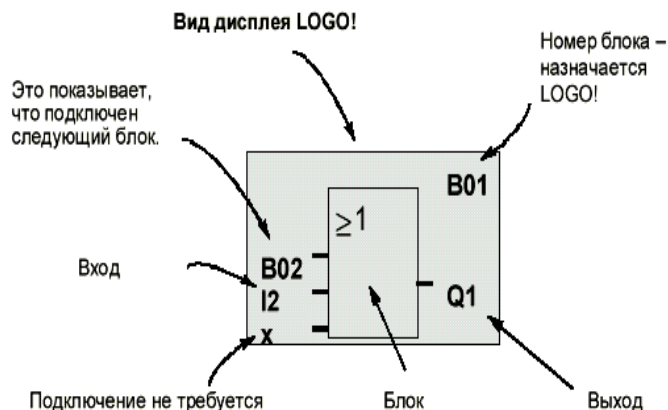 Вид дисплея LOGO!
Номер блока –
назначается
LOGO!
Это показывает,
что подключен
следующий блок.
B01
≥1
B02
Вход
I2
Q1
x
Подключение не требуется
Блок
Выход